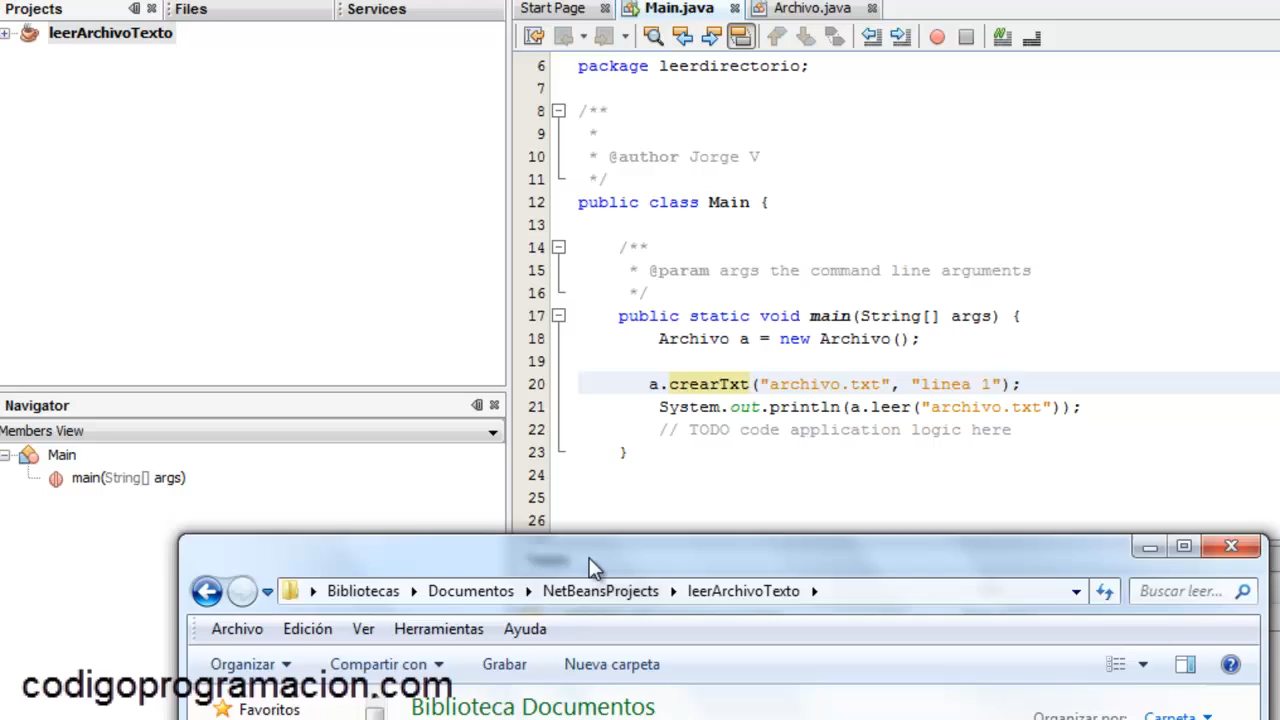 Projects
Files
Services
Start Page
Main.java
Archivo.java
leerArchivoTexto
6 package leerdirectorio;
7
8 /**
9 *
10 * @author Jorge V
11 */
12 public class Main {
13
14 /**
15 * @param args the command line arguments
16 */
17 public static void main(String[] args) {
18 Archivo a = new Archivo();
19
20 a.crearTxt("archivo.txt", "linea 1");
21 System.out.println(a.leer("archivo.txt"));
22 // TODO code application logic here
23 }
24
25
26
Navigator
Members View
Main
main(String[] args)
Bibliotecas Documentos NetBeansProjects leerArchivoTexto
Buscar leer...
Archivo Edición Ver Herramientas Ayuda
Organizar Compartir con Grabar Nueva carpeta
codigoprogramacion.com
Favoritos
Biblioteca Documentos
Organizar por: Carpeta